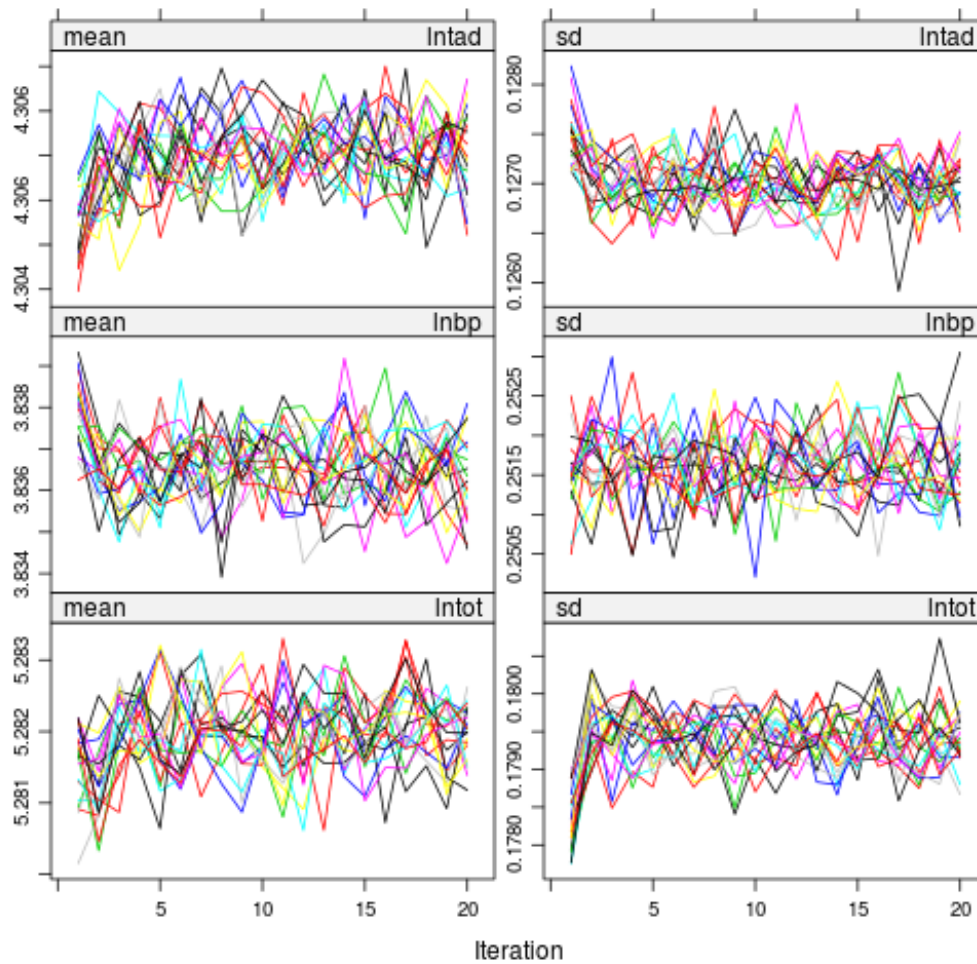 mean lntad
sd lntad
4.306
4.306
4.304
0.1280
0.1270
0.1260
mean lnbp
sd lnbp
3.838
3.836
3.834
0.2525
0.2515
0.2505
mean lntot
sd lntot
5.283
5.282
5.281
0.1800
0.1790
0.1780
5 10 15 20
5 10 15 20
Iteration